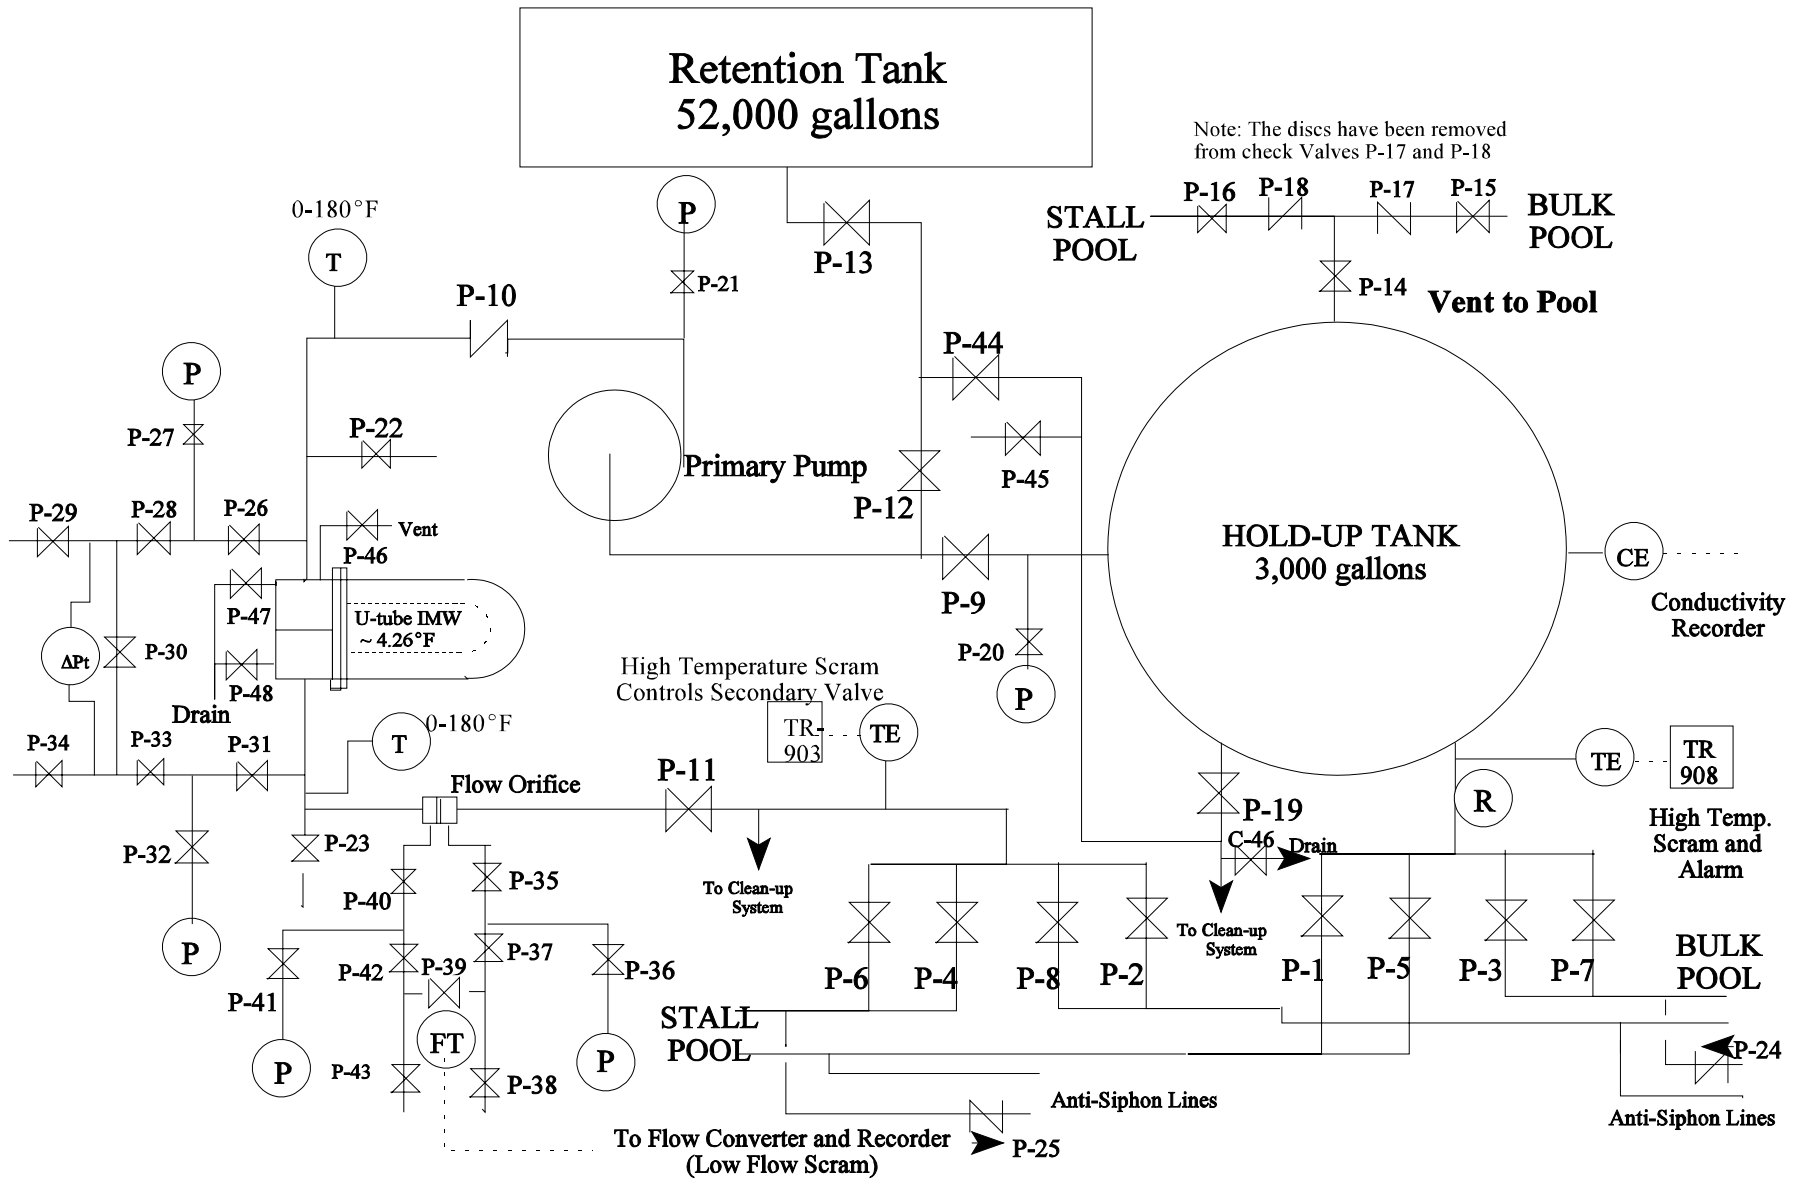 Retention Tank
52,000 gallons
Note: The discs have been removed
from check Valves P-17 and P-18
P-16
P-18
P-17
P-15
STALL
POOL
BULK
POOL
0-180°F
T
P
P-13
P-21
P-14
Vent to Pool
P-10
P-44
P
P-27
P-22
Primary Pump
P-45
P-12
P-29
P-28
P-26
Vent
P-46
HOLD-UP TANK
3,000 gallons
CE
Conductivity
Recorder
P-47
U-tube IMW
~ 4.26°F
P-9
ΔPt
P-30
P-48
Drain
P-20
P
High Temperature Scram
Controls Secondary Valve
TR-
903
TE
0-180°F
T
P-34
P-33
P-31
TE
TR
908
R
High Temp.
Scram and
Alarm
Flow Orifice
P-11
P-19
C-46
Drain
P-32
P-23
P-40
P-35
To Clean-up
System
To Clean-up
System
P
P-41
P-42
P-39
P-37
P-36
P-6
P-4
P-8
P-2
P-1
P-5
P-3
P-7
BULK
POOL
STALL
POOL
FT
P
P
P-43
P-38
P-24
Anti-Siphon Lines
Anti-Siphon Lines
To Flow Converter and Recorder
(Low Flow Scram)
P-25